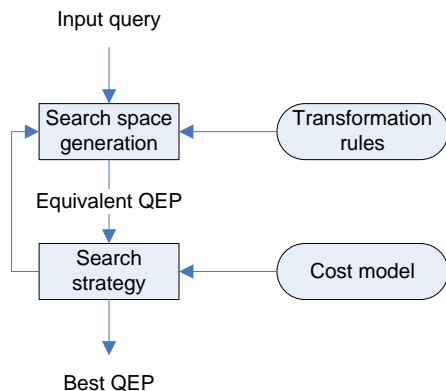 Input query
Search space
generation
Transformation
rules
Equivalent QEP
Search
strategy
Cost model
Best QEP